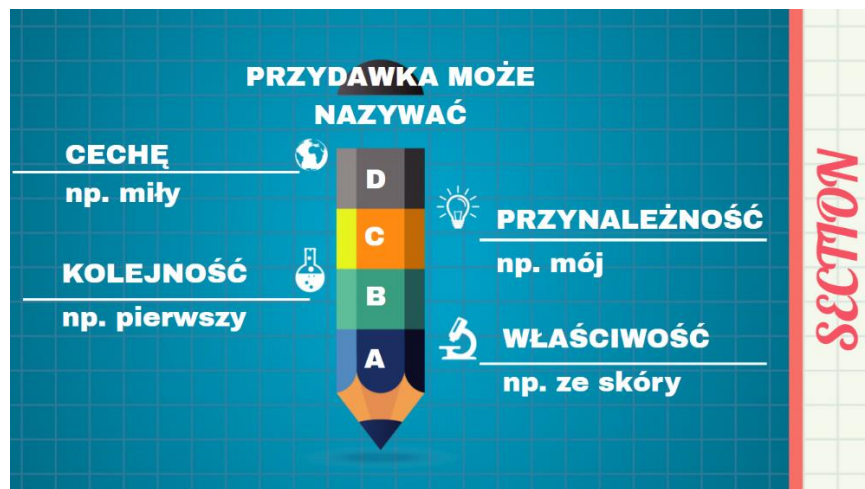 PRZYDAWKA MOŻE
NAZYWAĆ
CECHĘ
np. miły
D
C
PRZYNALEŻNOŚĆ
np. mój
KOLEJNOŚĆ
np. pierwszy
B
A
WŁAŚCIWOŚĆ
np. ze skóry
SECTION